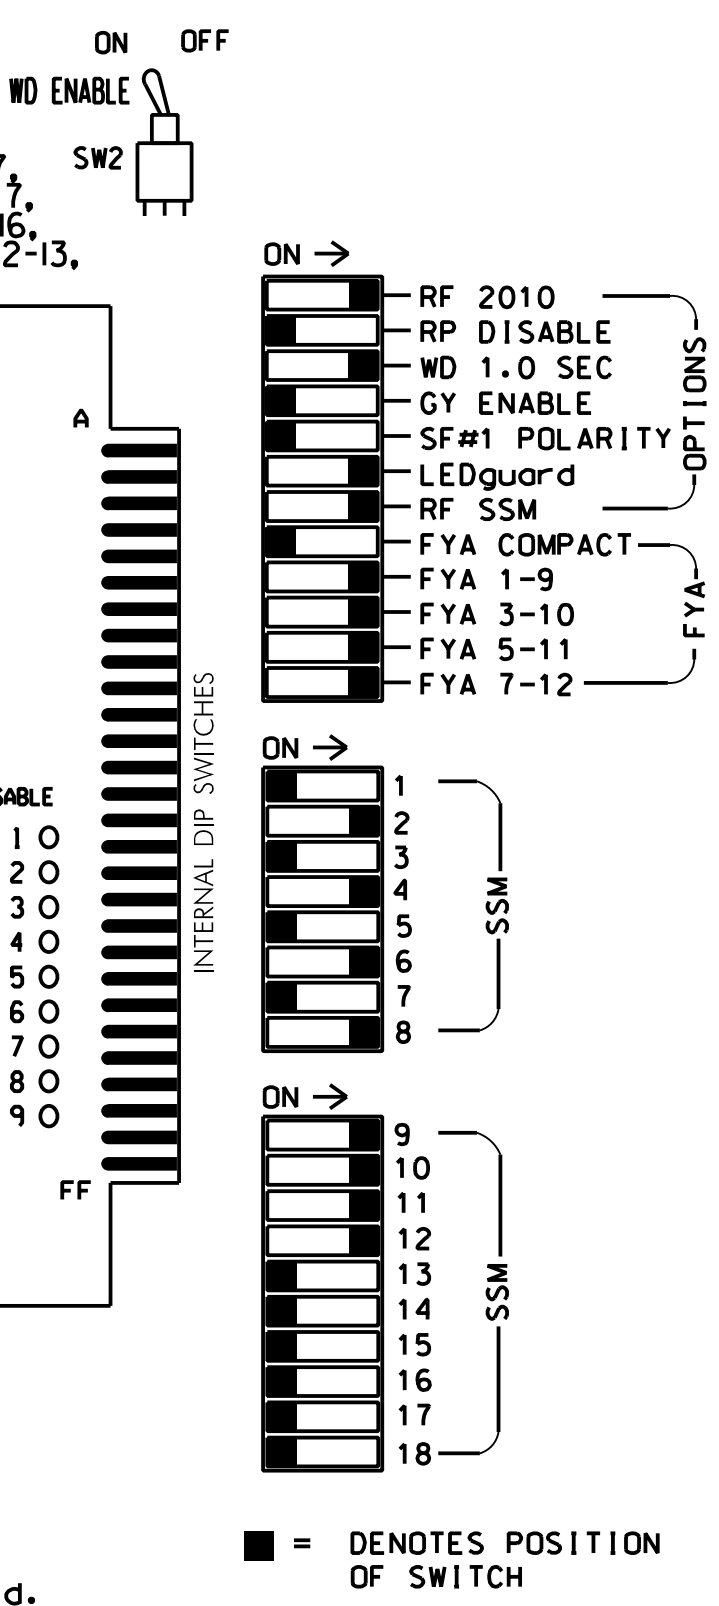 ON OFF
WD ENABLE
SW2
7,
7,
16,
2-13,
ON →
RF 2010
RP DISABLE
WD 1.0 SEC
GY ENABLE
SF#1 POLARITY
LEDguard
RF SSM
OPTIONS
FYA COMPACT
FYA 1-9
FYA 3-10
FYA 5-11
FYA 7-12
FYA
A
FF
INTERNAL DIP SWITCHES
SABLE
1
2
3
4
5
6
7
8
9
ON →
1
2
3
4
5
6
7
8
SSM
ON →
9
10
11
12
13
14
15
16
17
18
SSM
= DENOTES POSITION
OF SWITCH
d.